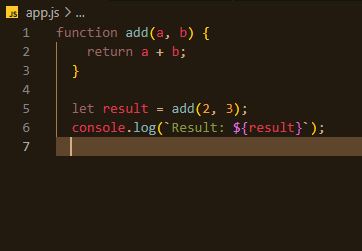 JS app.js > ...
1 function add(a, b) {
2     return a + b;
3   }
4
5   let result = add(2, 3);
6   console.log(`Result: ${result}`);
7